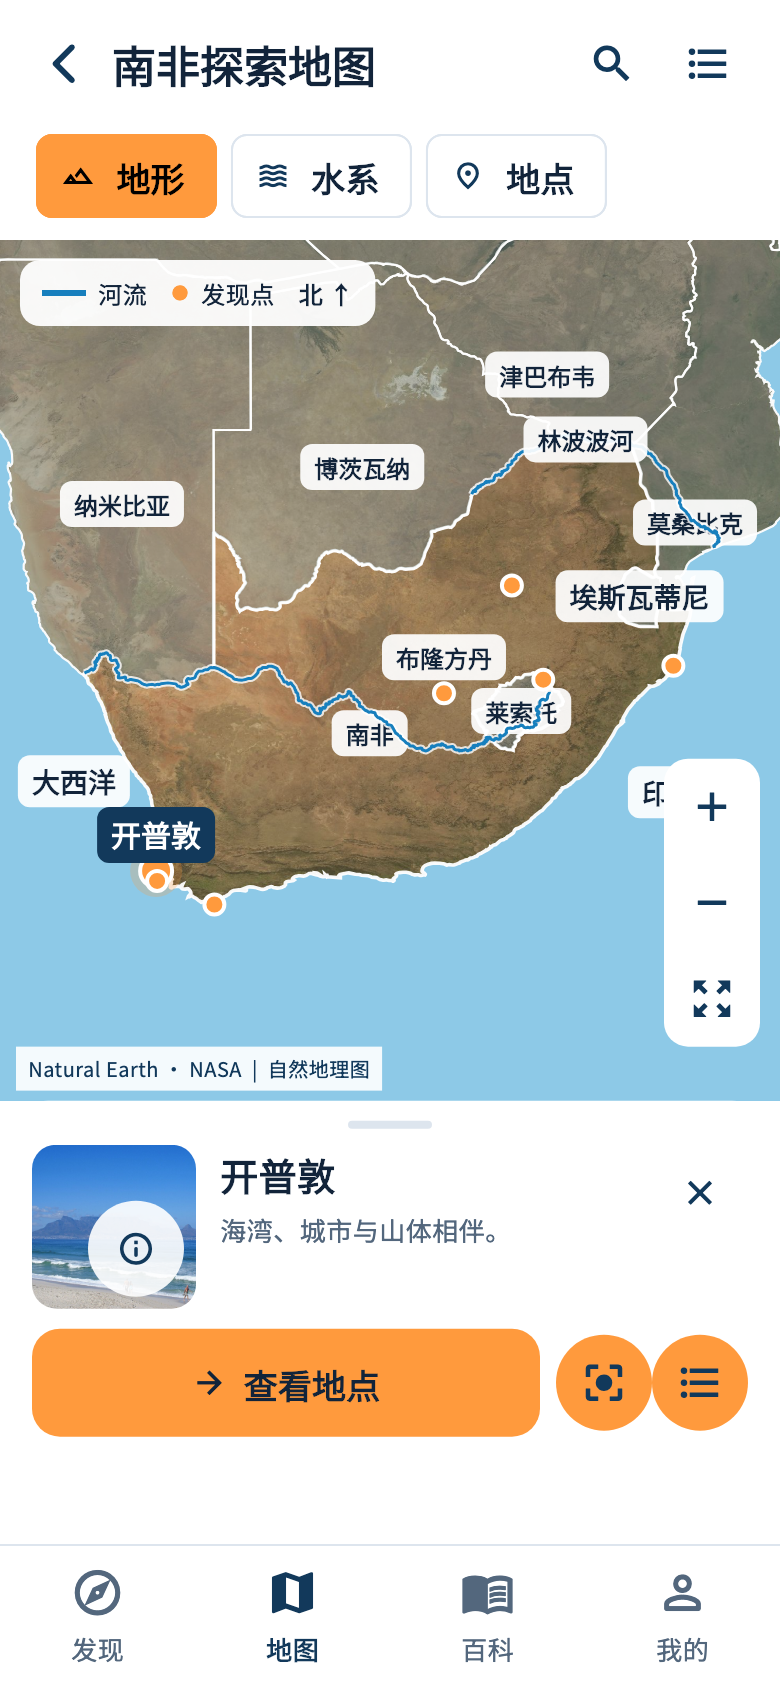 南非探索地图
地形
水系
地点
河流
发现点
北 ↑
津巴布韦
林波波河
博茨瓦纳
纳米比亚
莫桑比克
埃斯瓦蒂尼
布隆方丹
莱索托
南非
大西洋
印
开普敦
Natural Earth · NASA | 自然地理图
开普敦
海湾、城市与山体相伴。
查看地点
发现
地图
百科
我的